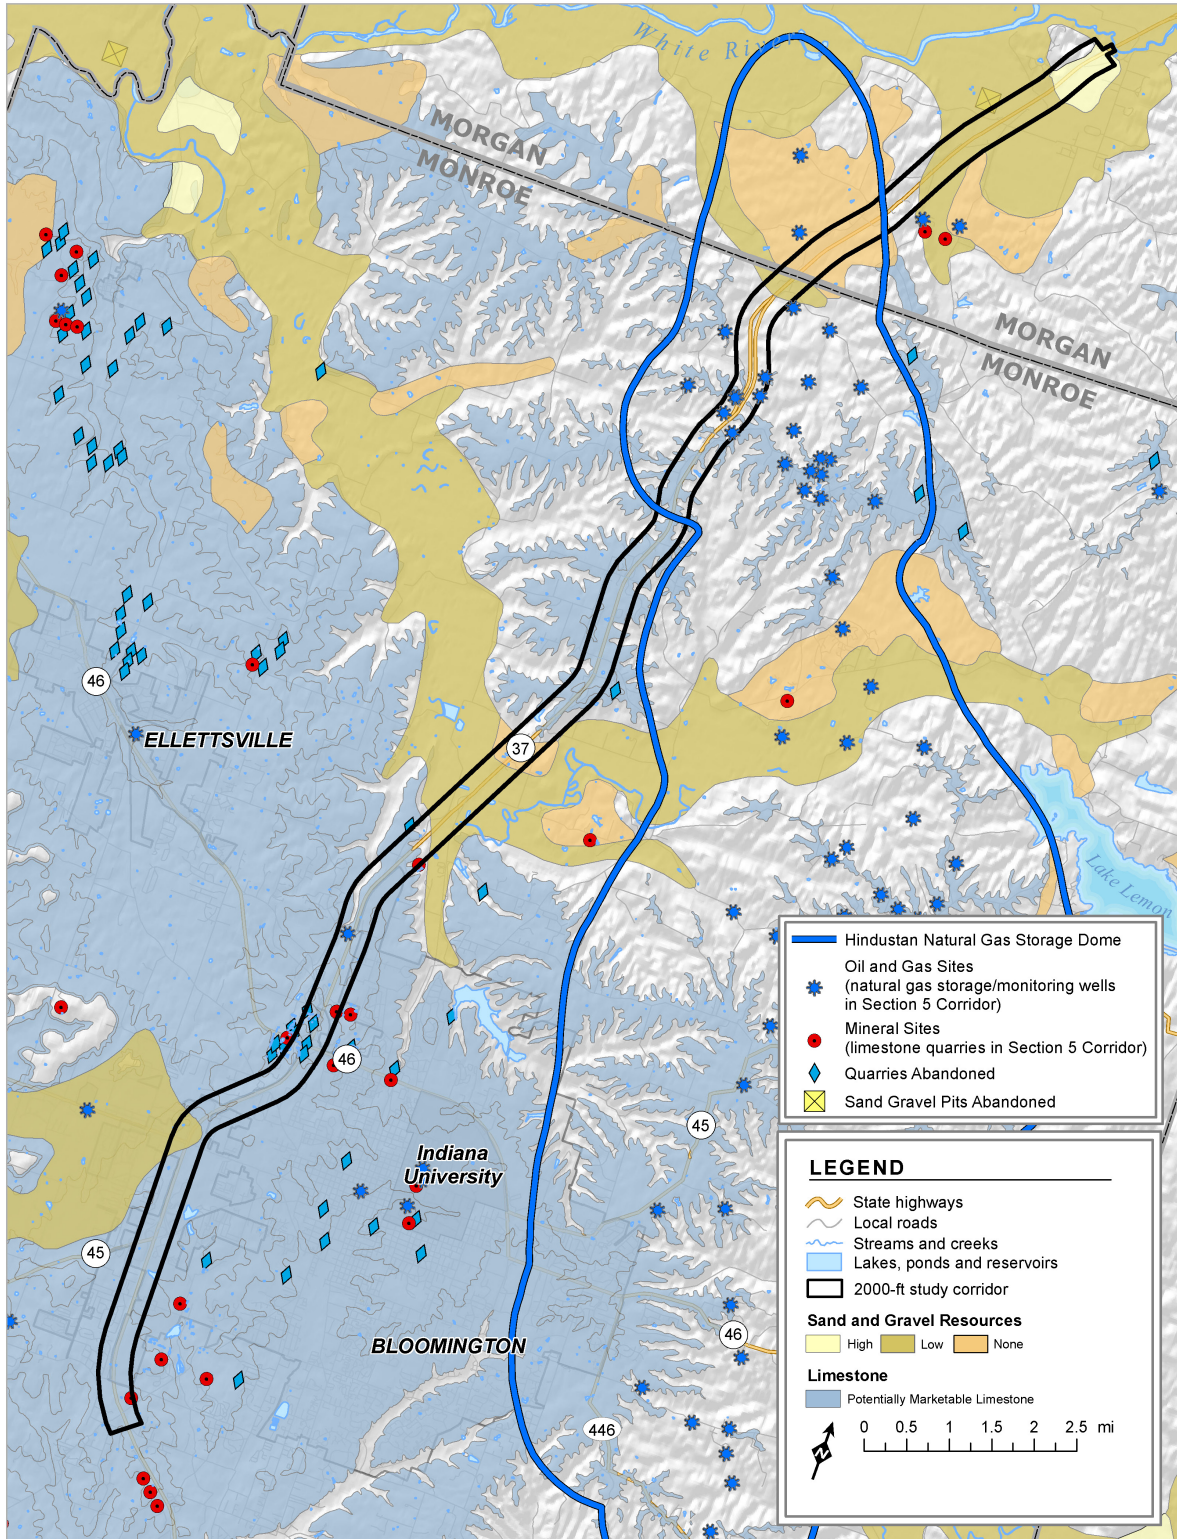 White River
MORGAN
MONROE
MORGAN
MONROE
46
ELLETTSVILLE
37
Lake Lemon
46
45
Indiana
University
45
BLOOMINGTON
46
446
Hindustan Natural Gas Storage Dome
Oil and Gas Sites
(natural gas storage/monitoring wells
in Section 5 Corridor)
Mineral Sites
(limestone quarries in Section 5 Corridor)
Quarries Abandoned
Sand Gravel Pits Abandoned
LEGEND
State highways
Local roads
Streams and creeks
Lakes, ponds and reservoirs
2000-ft study corridor
Sand and Gravel Resources
High Low None
Limestone
Potentially Marketable Limestone
N
0 0.5 1 1.5 2 2.5 mi